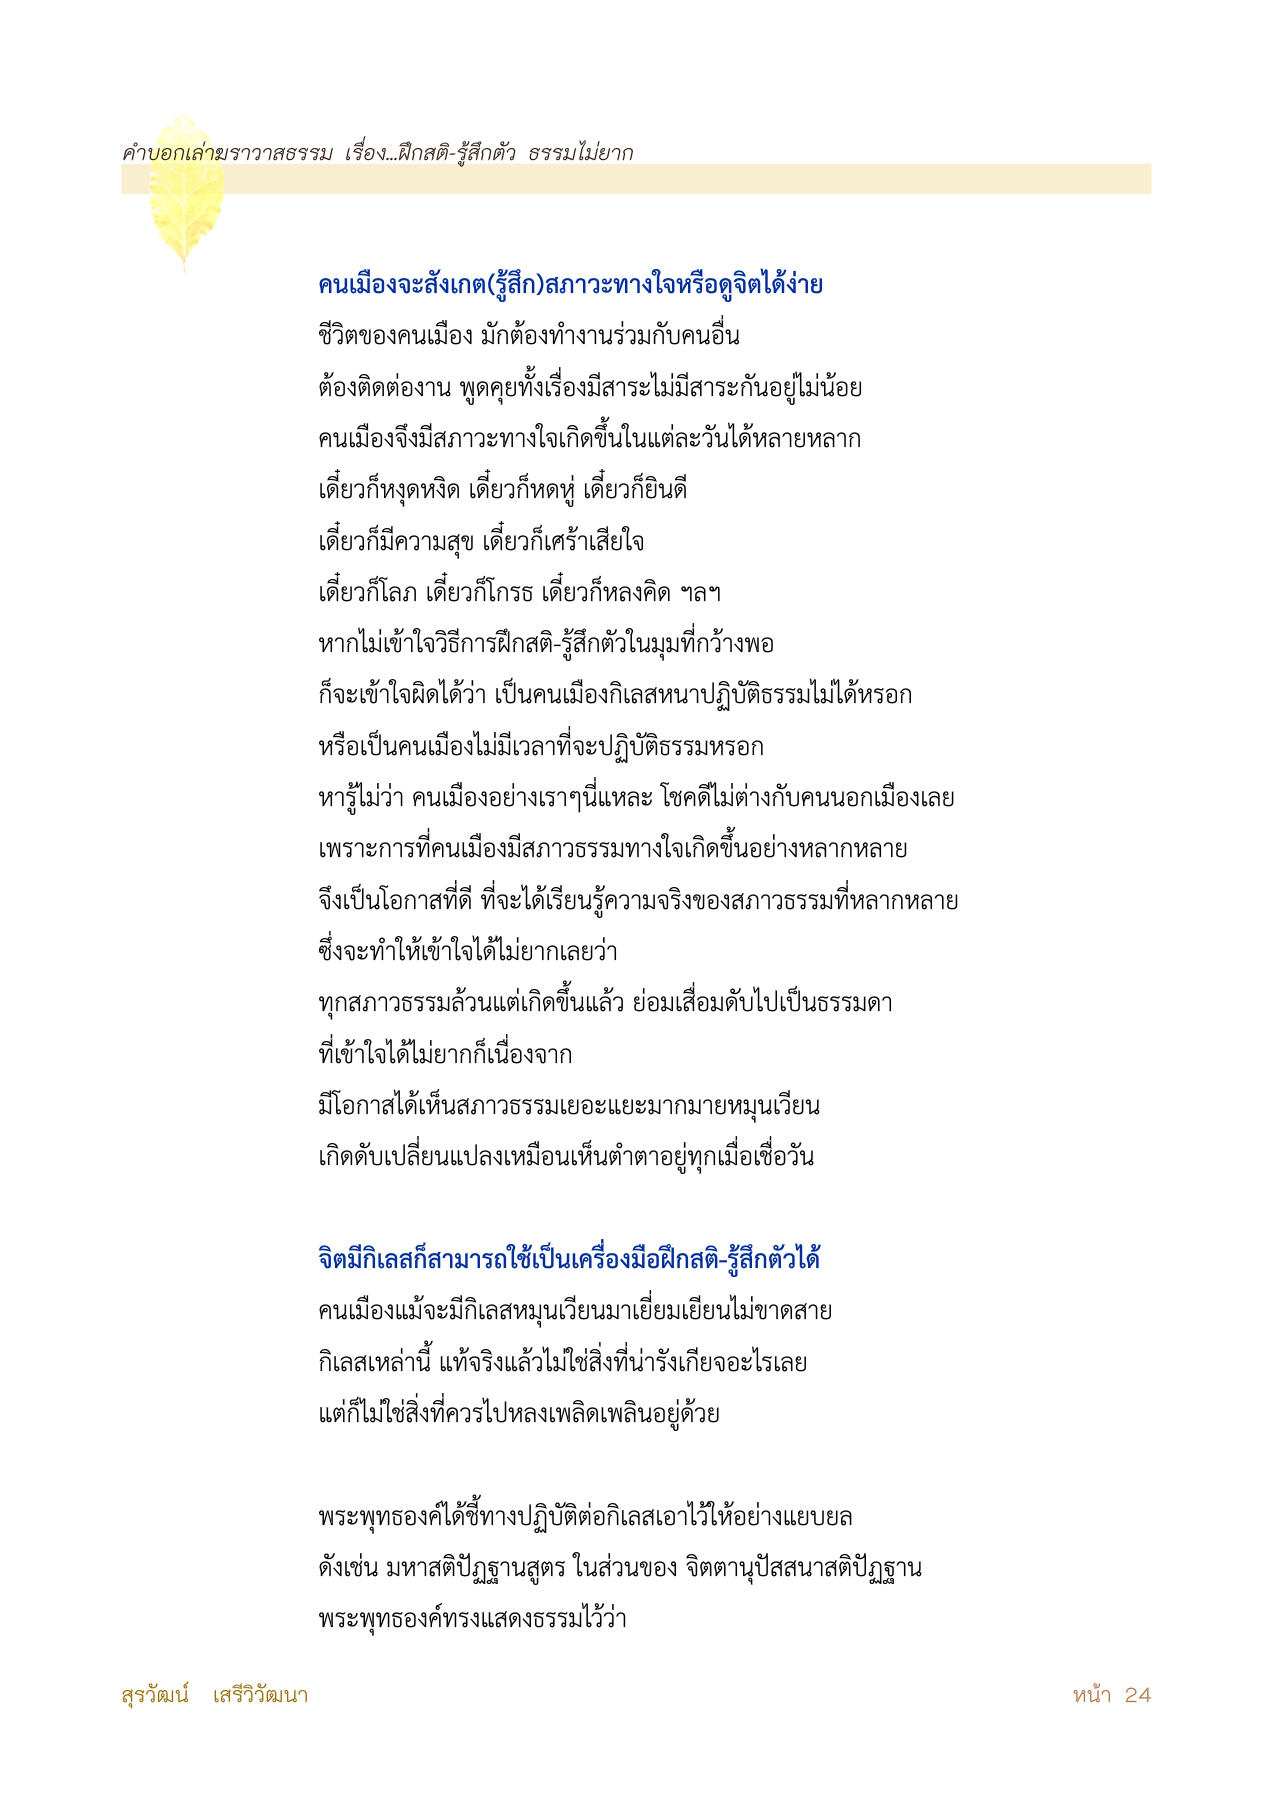 คำบอกเล่าฆราวาสธรรม เรื่อง...ฝึกสติ-รู้สึกตัว ธรรมไม่ยาก
คนเมืองจะสังเกต(รู้สึก)สภาวะทางใจหรือดูจิตได้ง่าย
ชีวิตของคนเมือง มักต้องทำงานร่วมกับคนอื่น
ต้องติดต่องาน พูดคุยทั้งเรื่องมีสาระไม่มีสาระกันอยู่ไม่น้อย
คนเมืองจึงมีสภาวะทางใจเกิดขึ้นในแต่ละวันได้หลายหลาก
เดี๋ยวก็หงุดหงิด เดี๋ยวก็หดหู่ เดี๋ยวก็ยินดี
เดี๋ยวก็มีความสุข เดี๋ยวก็เศร้าเสียใจ
เดี๋ยวก็โลภ เดี๋ยวก็โกรธ เดี๋ยวก็หลงคิด ฯลฯ
หากไม่เข้าใจวิธีการฝึกสติ-รู้สึกตัวในมุมที่กว้างพอ
ก็จะเข้าใจผิดได้ว่า เป็นคนเมืองกิเลสหนาปฏิบัติธรรมไม่ได้หรอก
หรือเป็นคนเมืองไม่มีเวลาที่จะปฏิบัติธรรมหรอก
หารู้ไม่ว่า คนเมืองอย่างเราๆนี่แหละ โชคดีไม่ต่างกับคนนอกเมืองเลย
เพราะการที่คนเมืองมีสภาวธรรมทางใจเกิดขึ้นอย่างหลากหลาย
จึงเป็นโอกาสที่ดี ที่จะได้เรียนรู้ความจริงของสภาวธรรมที่หลากหลาย
ซึ่งจะทำให้เข้าใจได้ไม่ยากเลยว่า
ทุกสภาวธรรมล้วนแต่เกิดขึ้นแล้ว ย่อมเสื่อมดับไปเป็นธรรมดา
ที่เข้าใจได้ไม่ยากก็เนื่องจาก
มีโอกาสได้เห็นสภาวธรรมเยอะแยะมากมายหมุนเวียน
เกิดดับเปลี่ยนแปลงเหมือนเห็นตำตาอยู่ทุกเมื่อเชื่อวัน
จิตมีกิเลสก็สามารถใช้เป็นเครื่องมือฝึกสติ-รู้สึกตัวได้
คนเมืองแม้จะมีกิเลสหมุนเวียนมาเยี่ยมเยียนไม่ขาดสาย
กิเลสเหล่านี้ แท้จริงแล้วไม่ใช่สิ่งที่น่ารังเกียจอะไรเลย
แต่ก็ไม่ใช่สิ่งที่ควรไปหลงเพลิดเพลินอยู่ด้วย
พระพุทธองค์ได้ชี้ทางปฏิบัติต่อกิเลสเอาไว้ให้อย่างแยบยล
ดังเช่น มหาสติปัฏฐานสูตร ในส่วนของ จิตตานุปัสสนาสติปัฏฐาน
พระพุทธองค์ทรงแสดงธรรมไว้ว่า
สุรวัฒน์ เสรีวิวัฒนา
หน้า 24